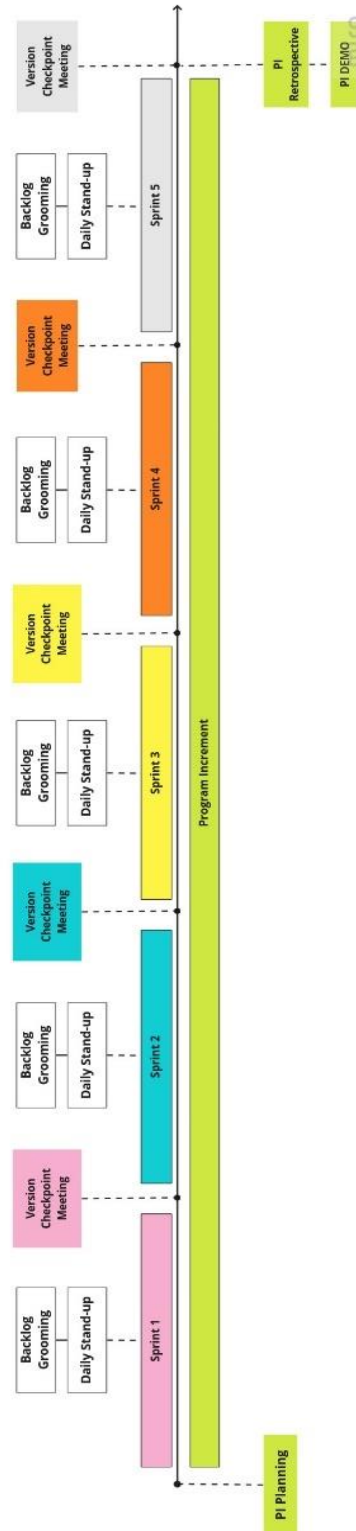 Backlog
Grooming
Daily Stand-up
Sprint 1
Version
Checkpoint
Meeting
Backlog
Grooming
Daily Stand-up
Sprint 2
Version
Checkpoint
Meeting
Backlog
Grooming
Daily Stand-up
Sprint 3
Version
Checkpoint
Meeting
Backlog
Grooming
Daily Stand-up
Sprint 4
Version
Checkpoint
Meeting
Backlog
Grooming
Daily Stand-up
Sprint 5
Version
Checkpoint
Meeting
Program Increment
PI Planning
PI
Retrospective
PI DEMO